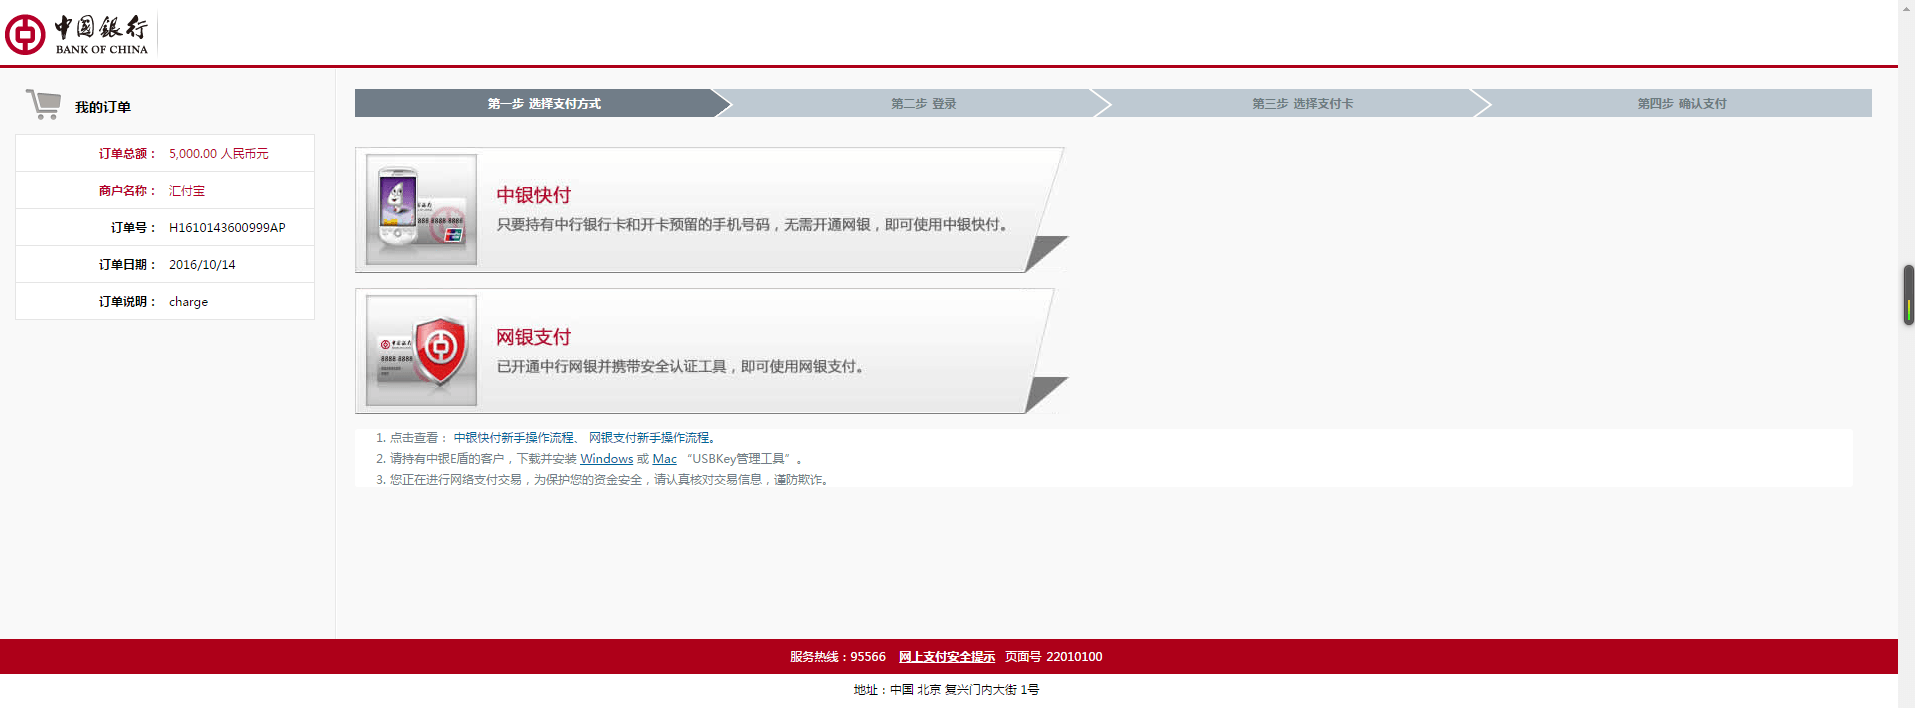 中国銀行
BANK OF CHINA
我的订单
订单总额： 5,000.00 人民币元
商户名称： 汇付宝
订单号： H1610143600999AP
订单日期： 2016/10/14
订单说明： charge
第一步 选择支付方式
第二步 登录
第三步 选择支付卡
第四步 确认支付
中银快付
只要持有中行银行卡和开卡预留的手机号码，无需开通网银，即可使用中银快付。
网银支付
已开通中行网银并携带安全认证工具，即可使用网银支付。
1. 点击查看： 中银快付新手操作流程、 网银支付新手操作流程。
2. 请持有中银E盾的客户，下载并安装 Windows 或 Mac “USBKey管理工具”。
3. 您正在进行网络支付交易，为保护您的资金安全，请认真核对交易信息，谨防欺诈。
服务热线：95566 网上支付安全提示 页面号 22010100
地址：中国 北京 复兴门内大街 1号